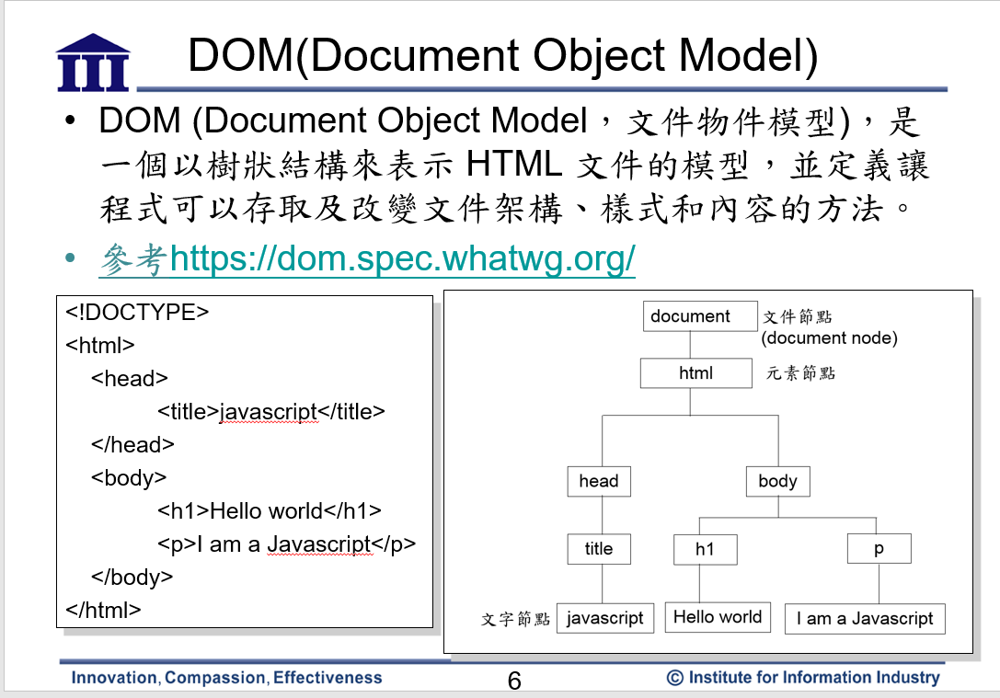 DOM(Document Object Model)
• DOM (Document Object Model，文件物件模型)，是
一個以樹狀結構來表示 HTML 文件的模型，並定義讓
程式可以存取及改變文件架構、樣式和內容的方法。
• 參考https://dom.spec.whatwg.org/
<!DOCTYPE>
<html>
<head>
<title>javascript</title>
</head>
<body>
<h1>Hello world</h1>
<p>I am a Javascript</p>
</body>
</html>
document 文件節點
(document node)
html 元素節點
head body
title h1 p
文字節點 javascript Hello world I am a Javascript
Innovation, Compassion, Effectiveness 6 © Institute for Information Industry